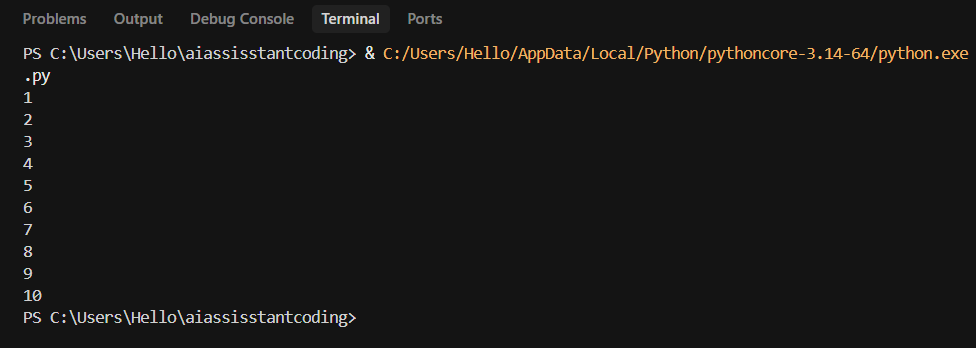 Problems Output Debug Console Terminal Ports
PS C:\Users\Hello\aiassisstantcoding> & C:/Users/Hello/AppData/Local/Python/pythoncore-3.14-64/python.exe
.py
1
2
3
4
5
6
7
8
9
10
PS C:\Users\Hello\aiassisstantcoding>